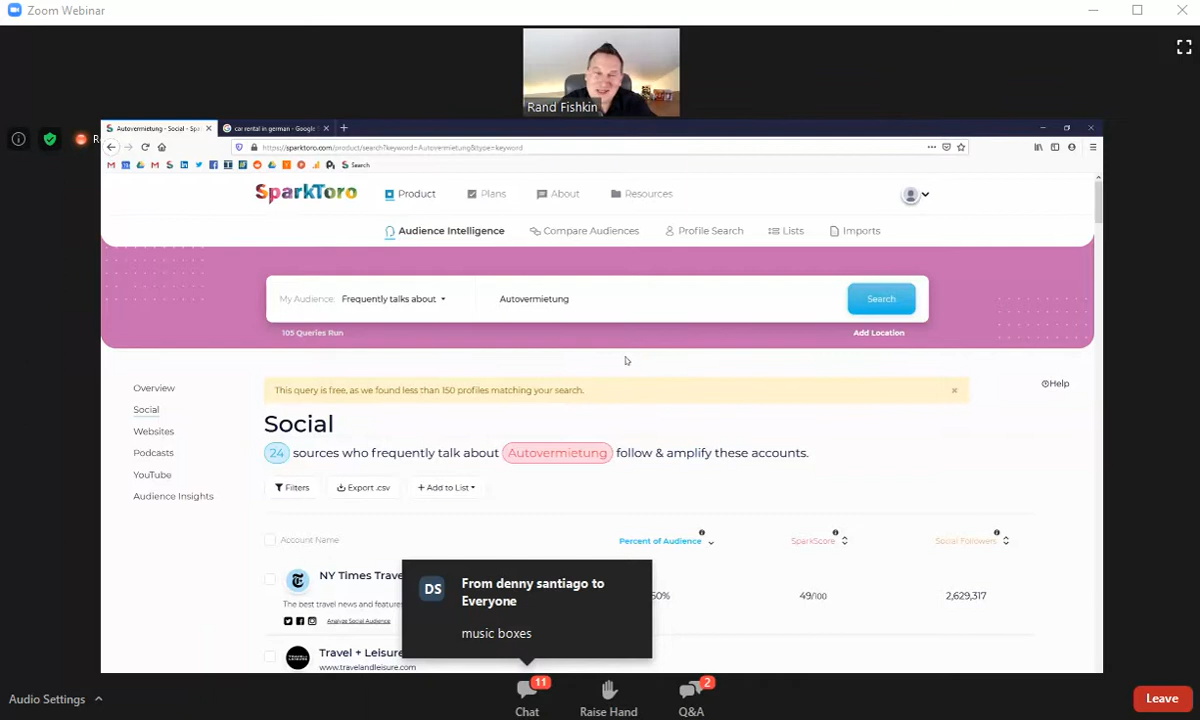 Zoom Webinar
Rand Fishkin
Autovermietung - Social - Sp
car rental in german - Google S
https://sparktoro.com/product/search?keyword=Autovermietung&type=keyword
Search
SparkToro
Product
Plans
About
Resources
Audience Intelligence
Compare Audiences
Profile Search
Lists
Imports
My Audience: Frequently talks about
Autovermietung
Search
105 Queries Run
Add Location
Overview
Social
Websites
Podcasts
YouTube
Audience Insights
This query is free, as we found less than 150 profiles matching your search.
Help
Social
24 sources who frequently talk about Autovermietung follow & amplify these accounts.
Filters
Export .csv
+ Add to List
Account Name
Percent of Audience
SparkScore
Social Followers
NY Times Trave
50%
49/100
2,629,317
The best travel news and feature
Analyze Social Audience
Travel + Leisure
www.travelandleisure.com
DS
From denny santiago to
Everyone
music boxes
Audio Settings
11
Chat
Raise Hand
2
Q&A
Leave